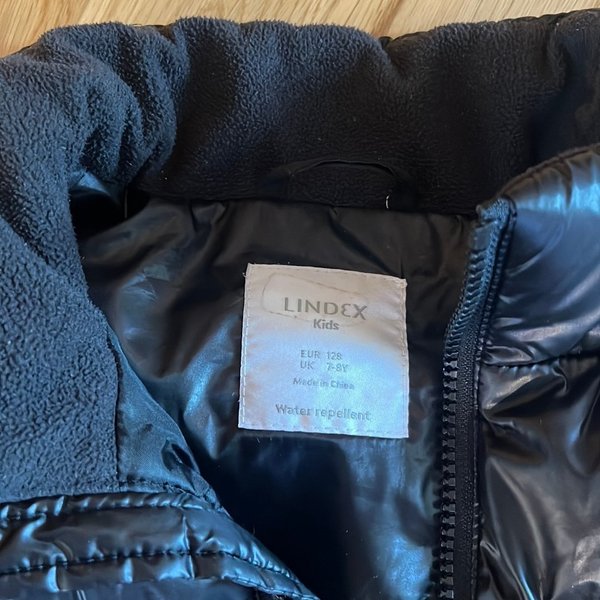 LINDEX
Kids
EUR 128
UK 7-8Y
Made in China
Water repellent